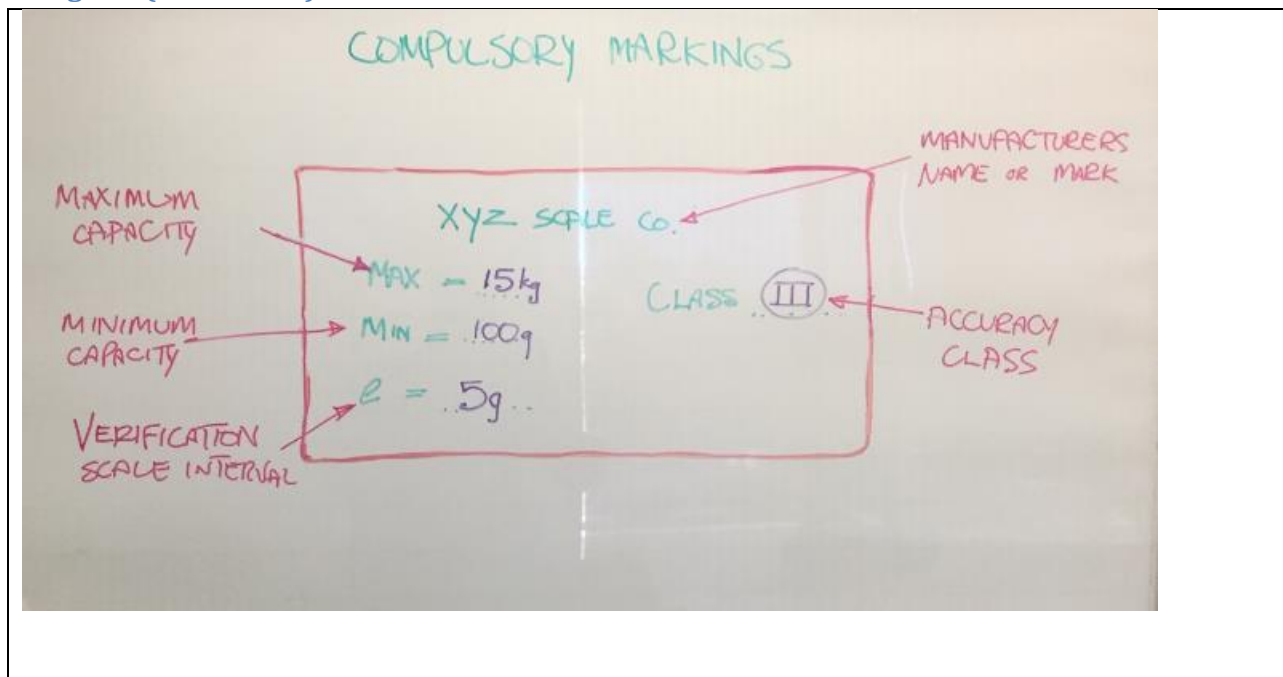 COMPULSORY MARKINGS
MANUFACTURERS
NAME OR MARK
MAXIMUM
CAPACITY
XYZ SCALE Co.
MAX = 15kg
CLASS III
MINIMUM
CAPACITY
MIN = 100g
ACCURACY
CLASS
e = 5g
VERIFICATION
SCALE INTERVAL